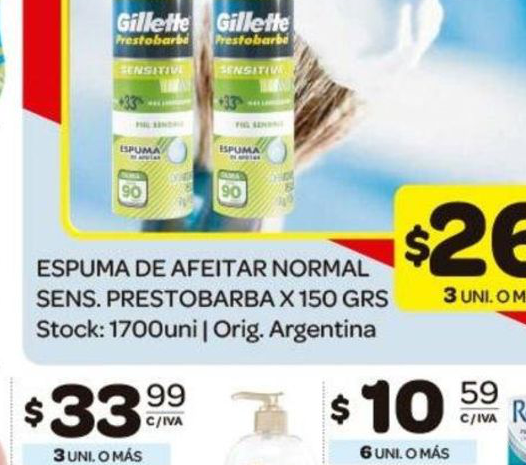 Gillette Gillette
Prestobarba Prestobarba
SENSITIVE SENSITIVE
+33% +33%
PIEL SENSIBLE PIEL SENSIBLE
ESPUMA ESPUMA
DE AFEITAR DE AFEITAR
90 90
ESPUMA DE AFEITAR NORMAL
SENS. PRESTOBARBA X 150 GRS
Stock: 1700uni | Orig. Argentina
$26
3 UNI. O M
$33 99
C/IVA
3 UNI. O MÁS
$10 59
C/IVA
6 UNI. O MÁS
R